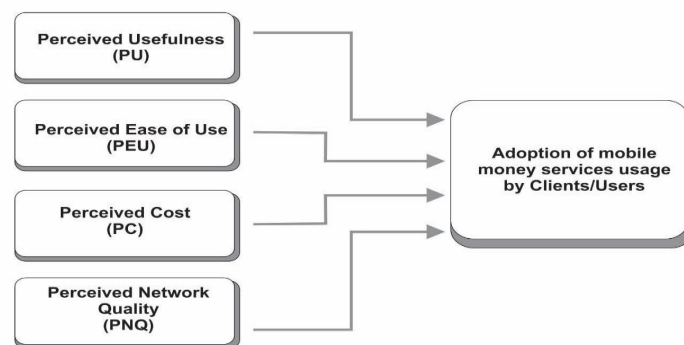 Perceived Usefulness
(PU)
Perceived Ease of Use
(PEU)
Perceived Cost
(PC)
Perceived Network
Quality
(PNQ)
Adoption of mobile
money services usage
by Clients/Users